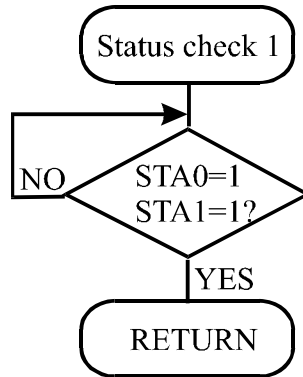 Status check 1
STA0=1
STA1=1?
NO
YES
RETURN